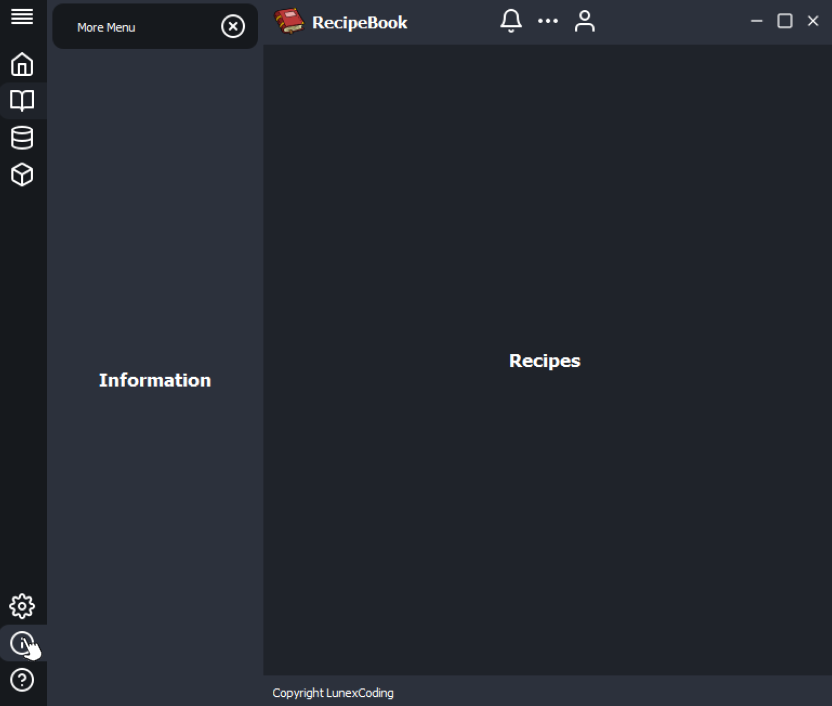 More Menu
RecipeBook
Information
Recipes
Copyright LunexCoding